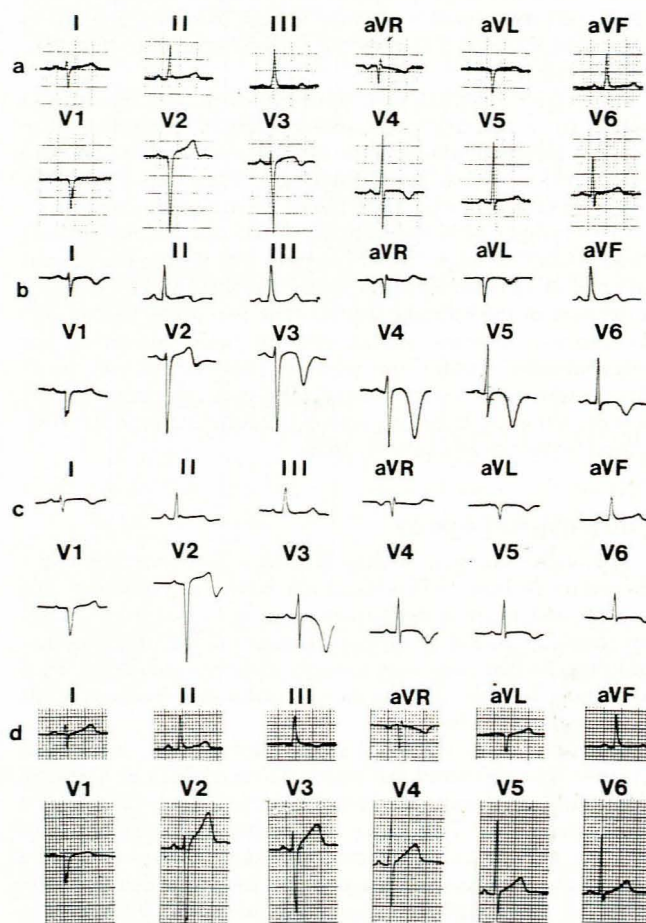 I II III aVR aVL aVF
a
V1 V2 V3 V4 V5 V6
I II III aVR aVL aVF
b
V1 V2 V3 V4 V5 V6
I II III aVR aVL aVF
c
V1 V2 V3 V4 V5 V6
I II III aVR aVL aVF
d
V1 V2 V3 V4 V5 V6